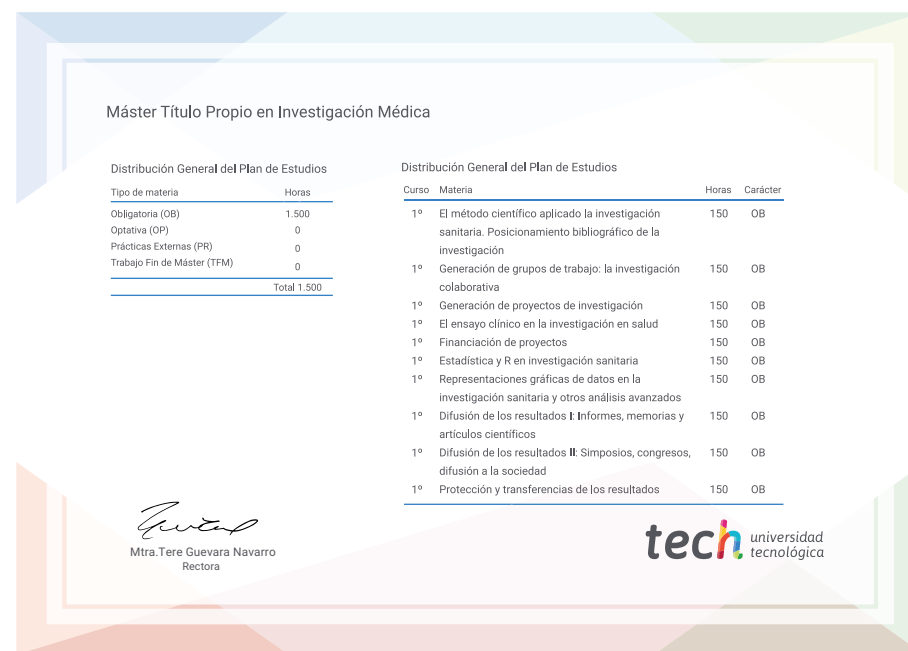 Máster Título Propio en Investigación Médica
Distribución General del Plan de Estudios
Tipo de materia Horas
Obligatoria (OB) 1.500
Optativa (OP) 0
Prácticas Externas (PR) 0
Trabajo Fin de Máster (TFM) 0
Total 1.500
Distribución General del Plan de Estudios
Curso Materia Horas Carácter
1º El método científico aplicado la investigación 150 OB
sanitaria. Posicionamiento bibliográfico de la
investigación
1º Generación de grupos de trabajo: la investigación 150 OB
colaborativa
1º Generación de proyectos de investigación 150 OB
1º El ensayo clínico en la investigación en salud 150 OB
1º Financiación de proyectos 150 OB
1º Estadística y R en investigación sanitaria 150 OB
1º Representaciones gráficas de datos en la 150 OB
investigación sanitaria y otros análisis avanzados
1º Difusión de los resultados I: Informes, memorias y 150 OB
artículos científicos
1º Difusión de los resultados II: Simposios, congresos, 150 OB
difusión a la sociedad
1º Protección y transferencias de los resultados 150 OB
Mtra.Tere Guevara Navarro
Rectora
tech universidad
tecnológica